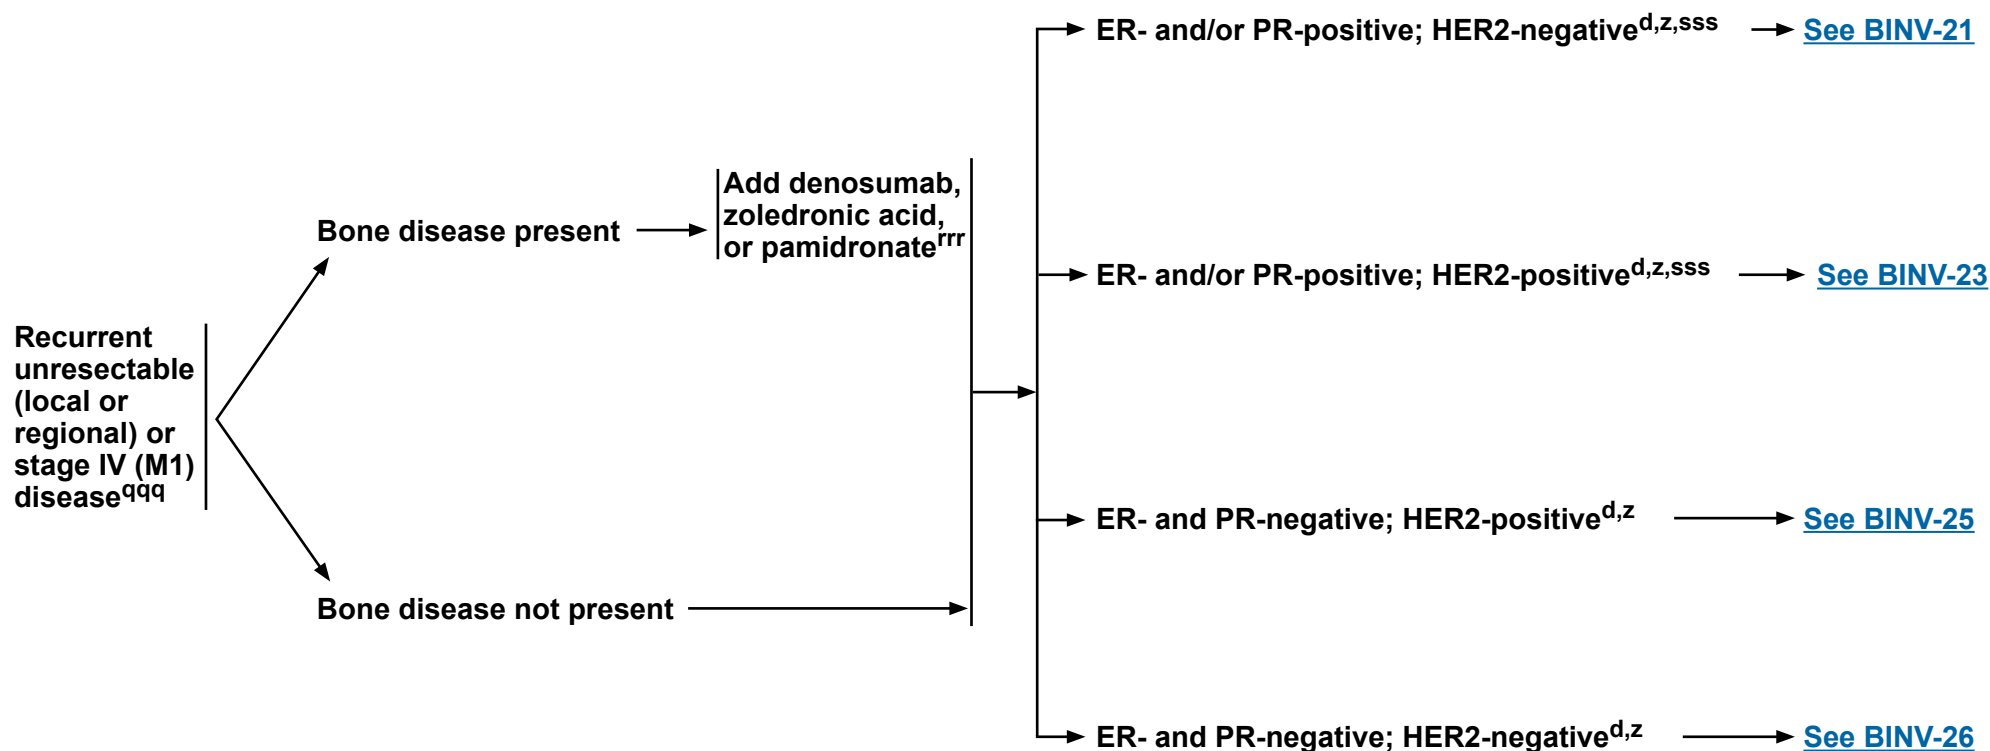 Recurrent
unresectable
(local or
regional) or
stage IV (M1)
disease^qqq
Bone disease present
Add denosumab,
zoledronic acid,
or pamidronate^rrr
Bone disease not present
ER- and/or PR-positive; HER2-negative^d,z,sss
See BINV-21
ER- and/or PR-positive; HER2-positive^d,z,sss
See BINV-23
ER- and PR-negative; HER2-positive^d,z
See BINV-25
ER- and PR-negative; HER2-negative^d,z
See BINV-26